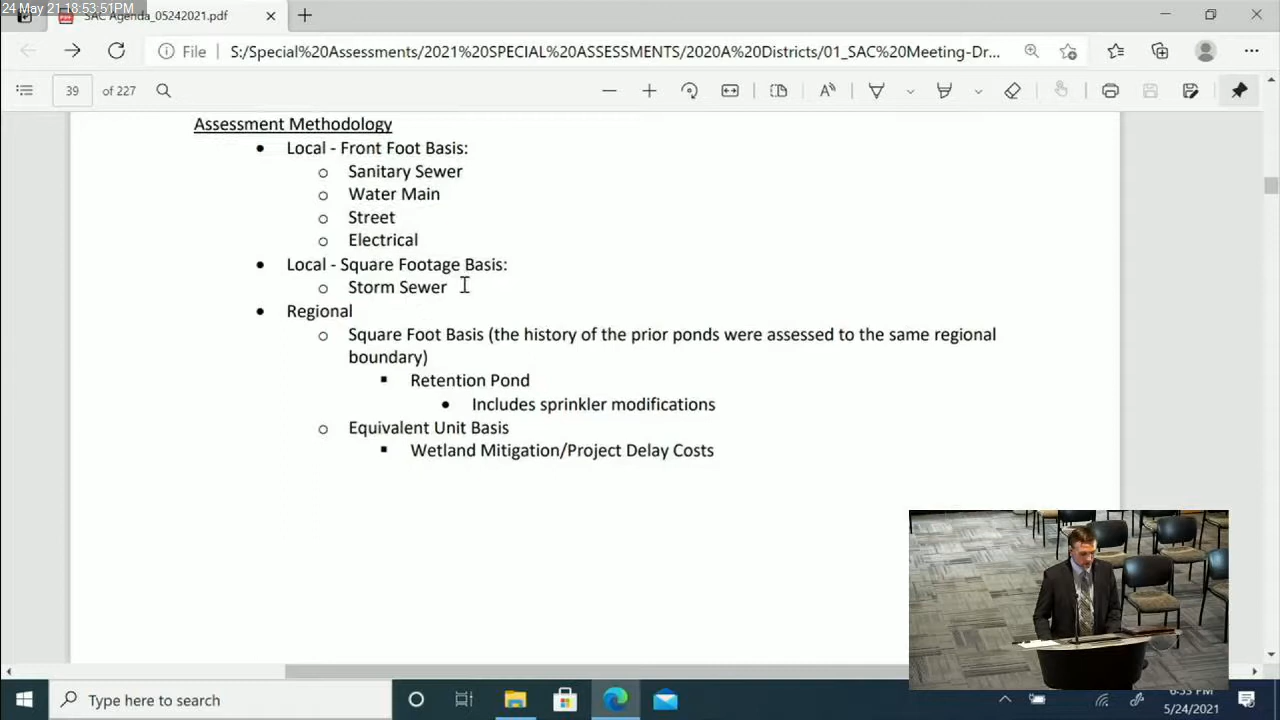 24 May 21 18:53:51PM
SAC Agenda_05242021.pdf
File
S:/Special%20Assessments/2021%20SPECIAL%20ASSESSMENTS/2020A%20Districts/01_SAC%20Meeting-Dr...
39
of 227
Assessment Methodology
• Local - Front Foot Basis:
o Sanitary Sewer
o Water Main
o Street
o Electrical
• Local - Square Footage Basis:
o Storm Sewer
• Regional
o Square Foot Basis (the history of the prior ponds were assessed to the same regional
boundary)
▪ Retention Pond
• Includes sprinkler modifications
o Equivalent Unit Basis
▪ Wetland Mitigation/Project Delay Costs
Type here to search
6:53 PM
5/24/2021